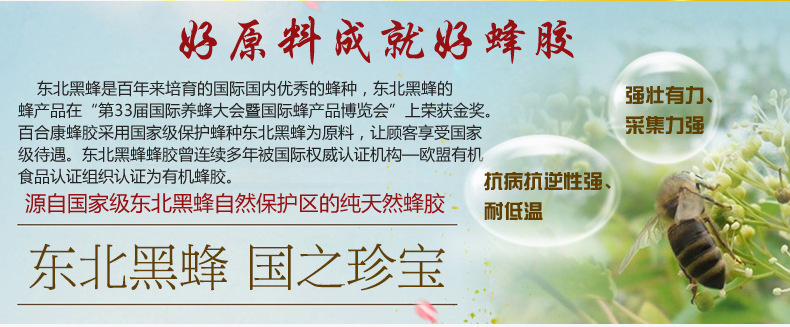 好原料成就好蜂胶
东北黑蜂是百年来培育的国际国内优秀的蜂种，东北黑蜂的
蜂产品在“第33届国际养蜂大会暨国际蜂产品博览会”上荣获金奖。
百合康蜂胶采用国家级保护蜂种东北黑蜂为原料，让顾客享受国家
级待遇。东北黑蜂蜂胶曾连续多年被国际权威认证机构—欧盟有机
食品认证组织认证为有机蜂胶。
源自国家级东北黑蜂自然保护区的纯天然蜂胶
东北黑蜂 国之珍宝
强壮有力、
采集力强
抗病抗逆性强、
耐低温